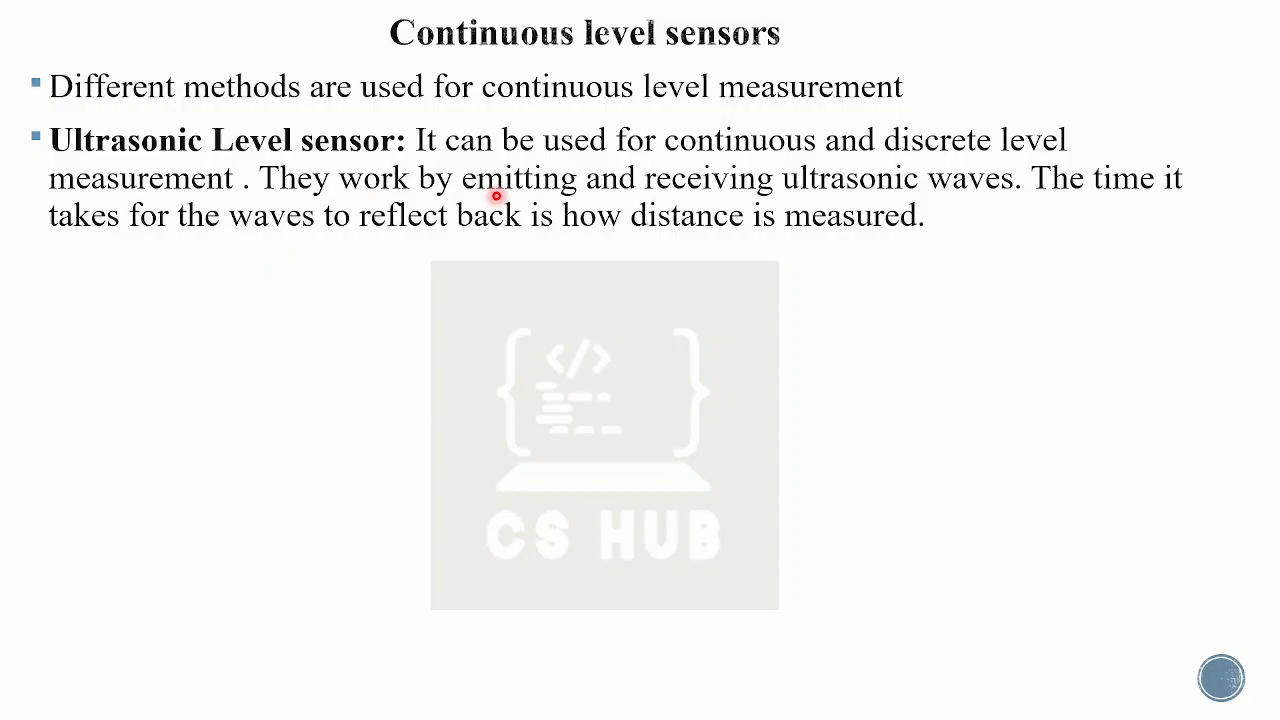 Continuous level sensors
Different methods are used for continuous level measurement
Ultrasonic Level sensor: It can be used for continuous and discrete level
measurement . They work by emitting and receiving ultrasonic waves. The time it
takes for the waves to reflect back is how distance is measured.
</>
CS HUB